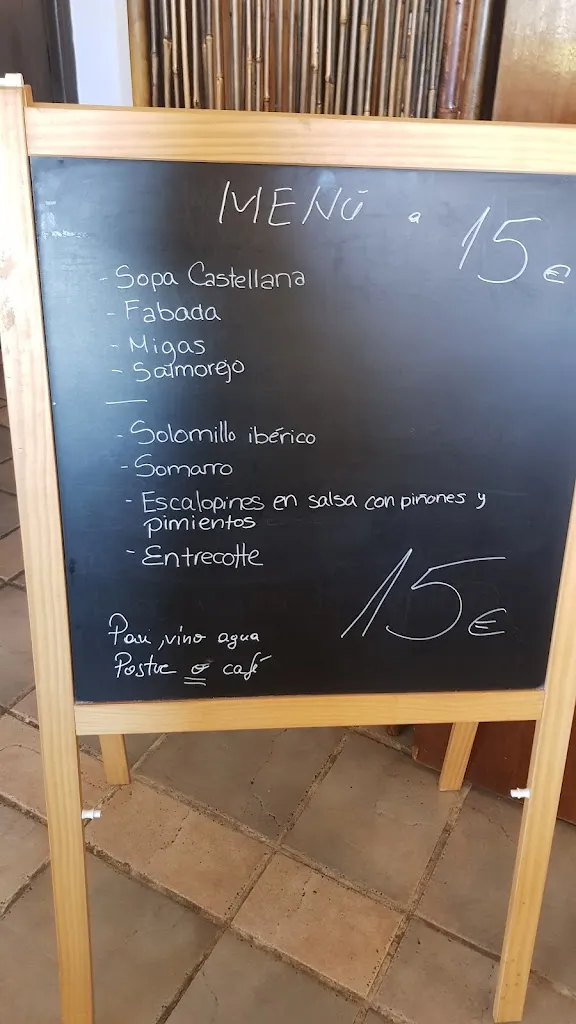 MENÚ a 15€
- Sopa Castellana
- Fabada
- Migas
- Salmorejo
- Solomillo ibérico
- Somarro
- Escalopines en salsa con piñones y
pimientos
- Entrecotte
15€
Pan, vino agua
Postre o café